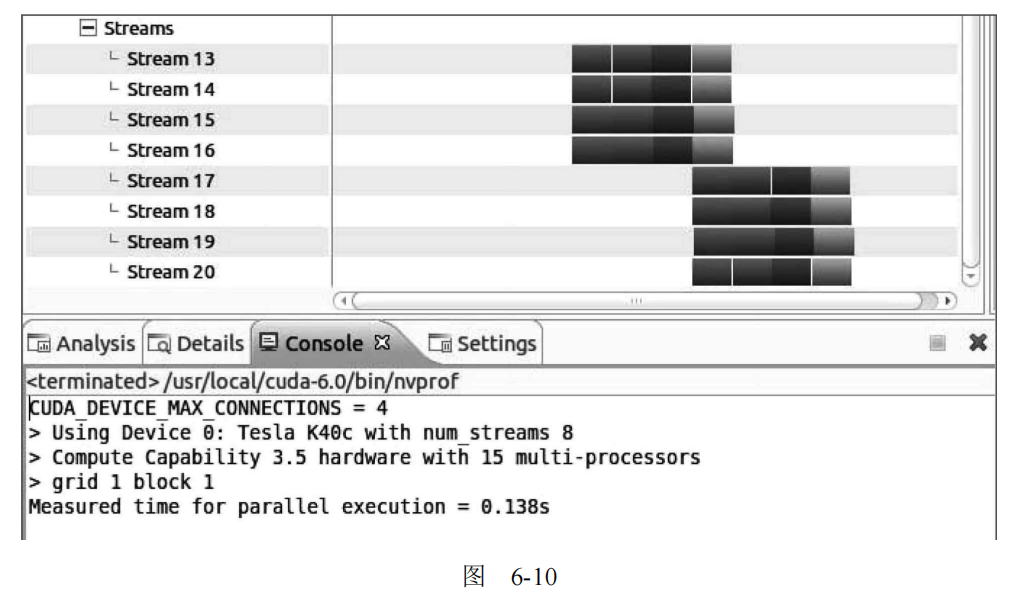 Streams
Stream 13
Stream 14
Stream 15
Stream 16
Stream 17
Stream 18
Stream 19
Stream 20
Analysis Details Console Settings
<terminated> /usr/local/cuda-6.0/bin/nvprof
CUDA_DEVICE_MAX_CONNECTIONS = 4
> Using Device 0: Tesla K40c with num_streams 8
> Compute Capability 3.5 hardware with 15 multi-processors
> grid 1 block 1
Measured time for parallel execution = 0.138s
图 6-10